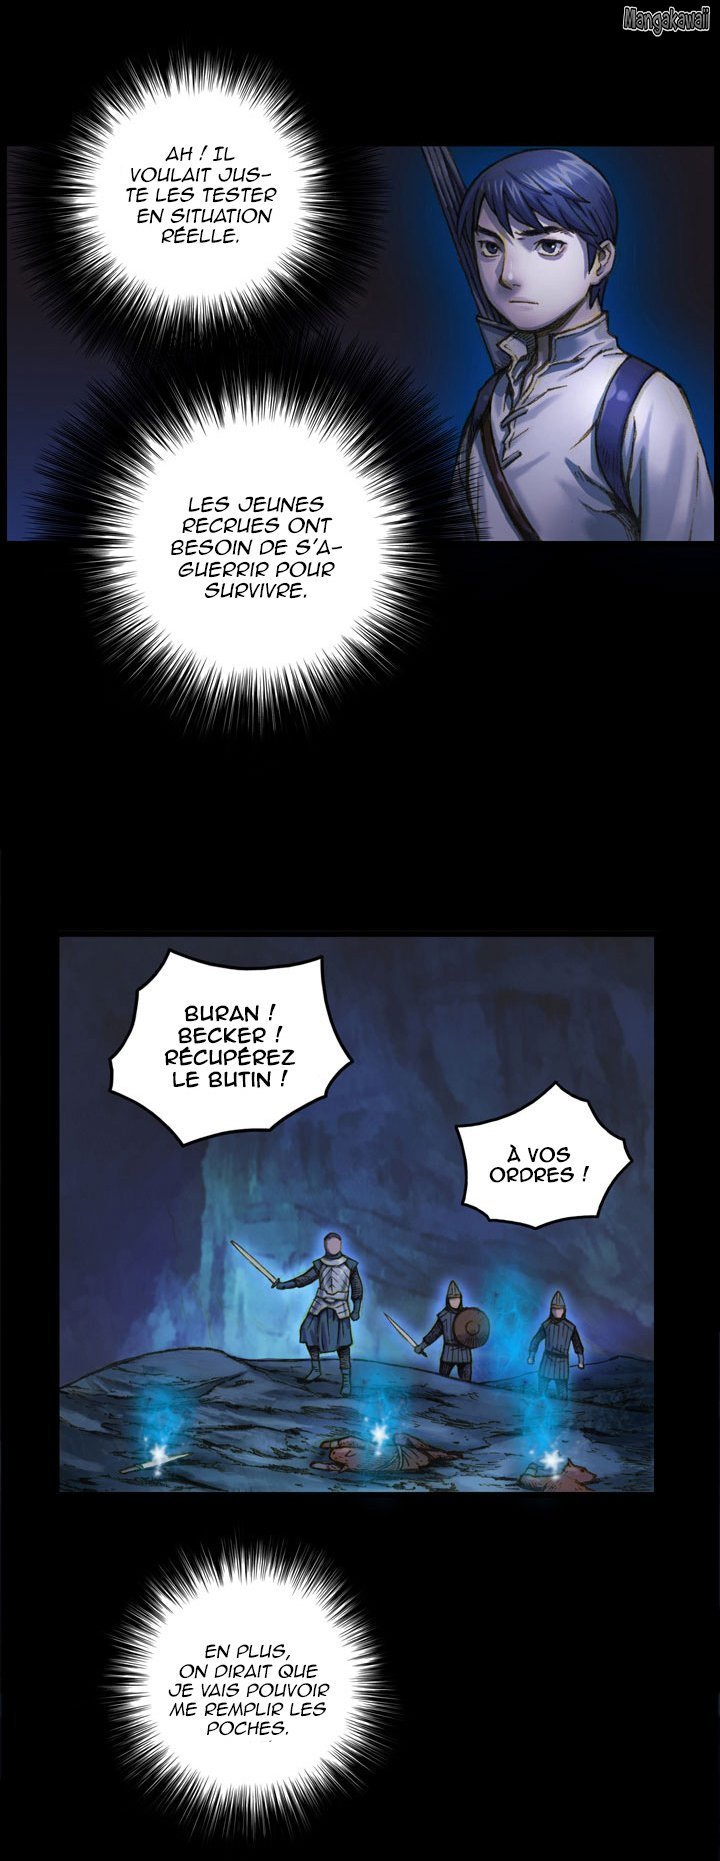 Mangakawaii
AH ! IL
VOULAIT JUS-
TE LES TESTER
EN SITUATION
RÉELLE.
LES JEUNES
RECRUES ONT
BESOIN DE S'A-
GUERRIR POUR
SURVIVRE.
BURAN !
BECKER !
RÉCUPÉREZ
LE BUTIN !
À VOS
ORDRES !
EN PLUS,
ON DIRAIT QUE
JE VAIS POUVOIR
ME REMPLIR LES
POCHES.